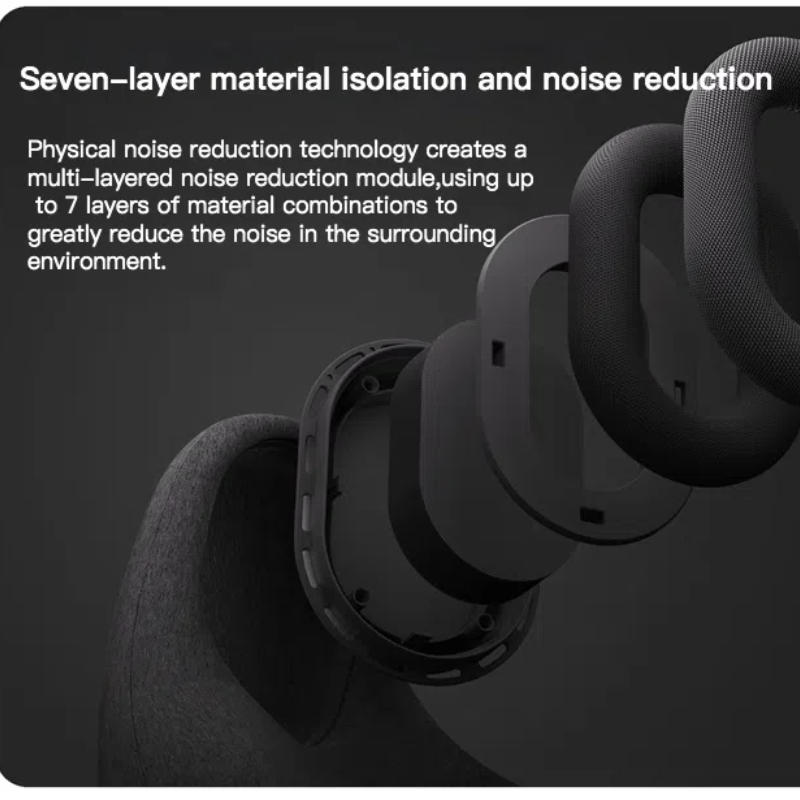 Seven-layer material isolation and noise reduction
Physical noise reduction technology creates a
multi-layered noise reduction module,using up
to 7 layers of material combinations to
greatly reduce the noise in the surrounding
environment.